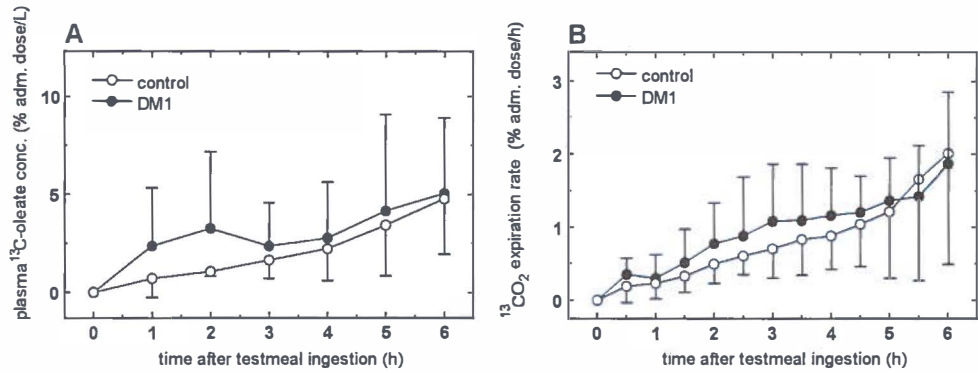 A
plasma ¹³C-oleate conc. (% adm. dose/L)
control
DM1
10
5
0
0 1 2 3 4 5 6
time after testmeal ingestion (h)
B
¹³CO₂ expiration rate (% adm. dose/h)
control
DM1
3
2
1
0
0 1 2 3 4 5 6
time after testmeal ingestion (h)